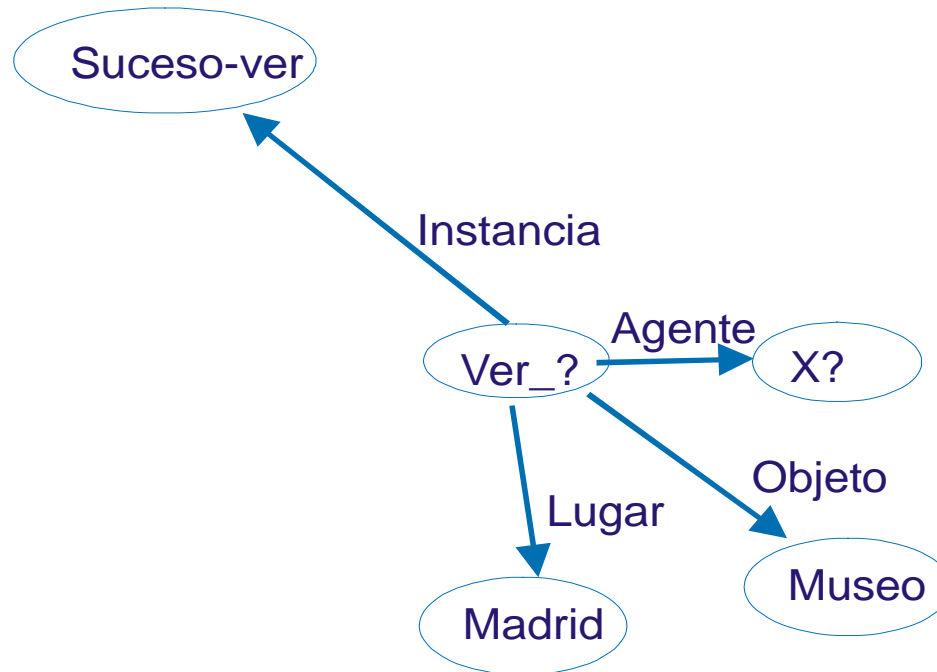 Suceso-ver
Instancia
Agente
Ver_?
X?
Objeto
Lugar
Museo
Madrid